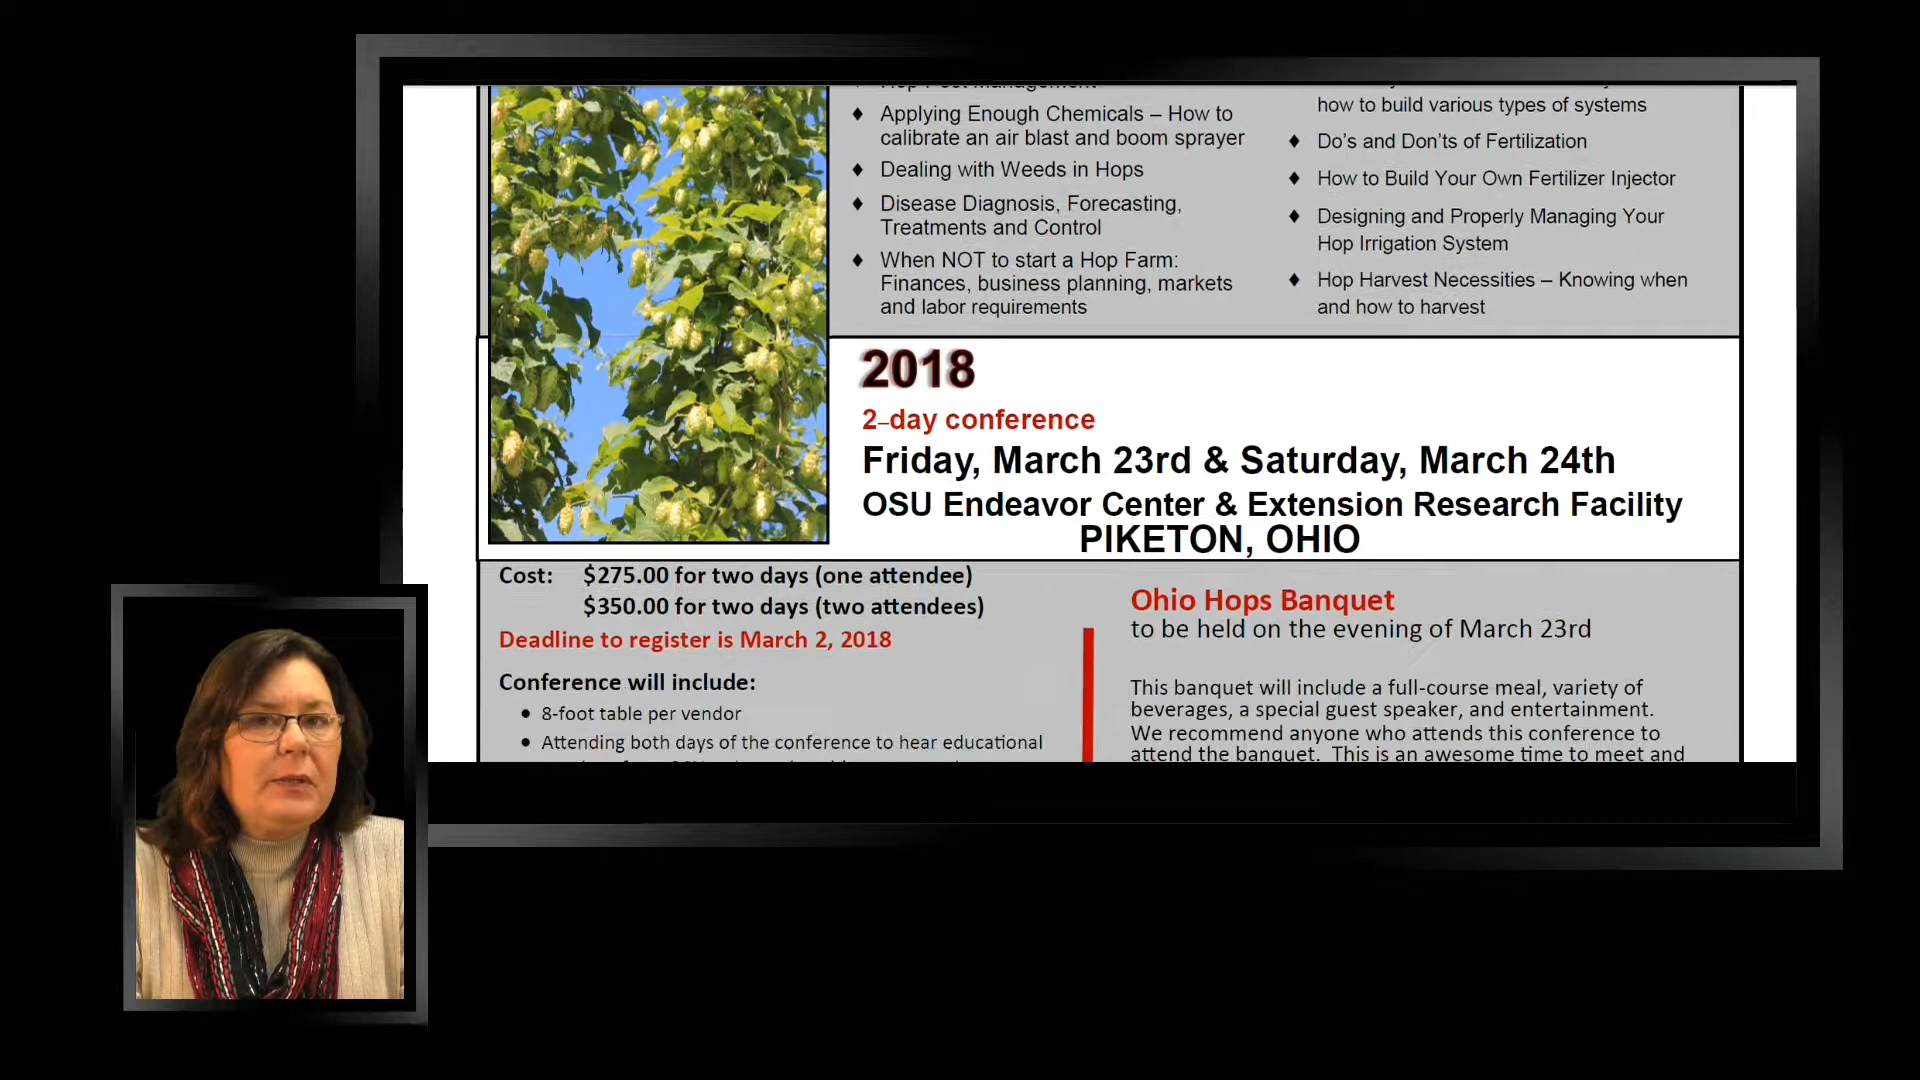 Hop Pest Management
Applying Enough Chemicals – How to
calibrate an air blast and boom sprayer
Dealing with Weeds in Hops
Disease Diagnosis, Forecasting,
Treatments and Control
When NOT to start a Hop Farm:
Finances, business planning, markets
and labor requirements
how to build various types of systems
Do's and Don'ts of Fertilization
How to Build Your Own Fertilizer Injector
Designing and Properly Managing Your
Hop Irrigation System
Hop Harvest Necessities – Knowing when
and how to harvest
2018
2–day conference
Friday, March 23rd & Saturday, March 24th
OSU Endeavor Center & Extension Research Facility
PIKETON, OHIO
Cost: $275.00 for two days (one attendee)
$350.00 for two days (two attendees)
Deadline to register is March 2, 2018
Conference will include:
• 8-foot table per vendor
• Attending both days of the conference to hear educational
Ohio Hops Banquet
to be held on the evening of March 23rd
This banquet will include a full-course meal, variety of
beverages, a special guest speaker, and entertainment.
We recommend anyone who attends this conference to
attend the banquet. This is an awesome time to meet and